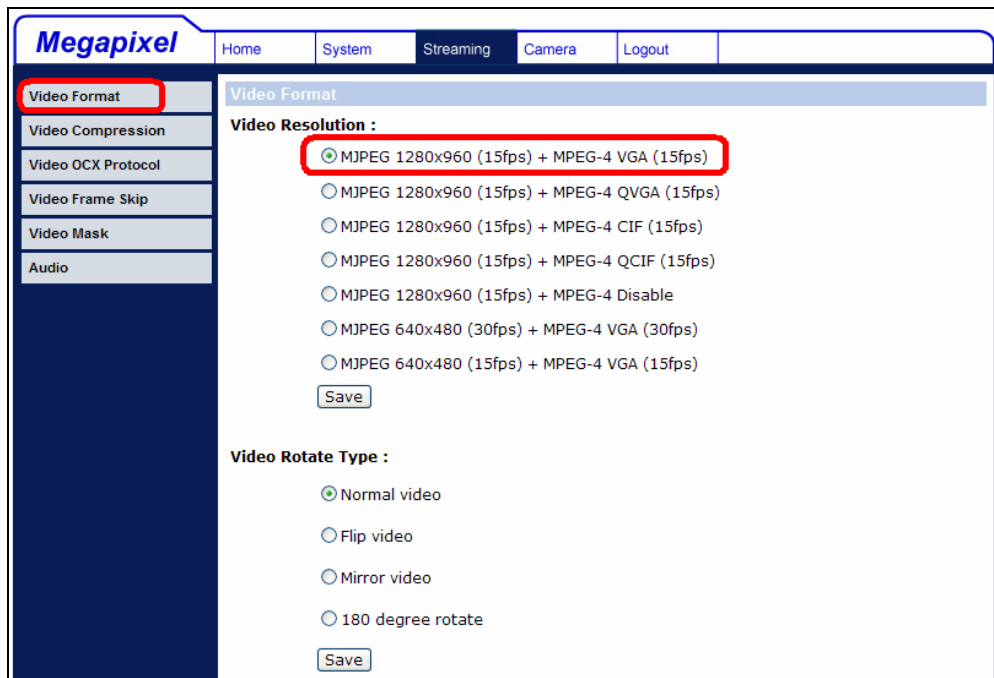 Megapixel
Home System Streaming Camera Logout
Video Format
Video Compression
Video OCX Protocol
Video Frame Skip
Video Mask
Audio
Video Format
Video Resolution :
MJPEG 1280x960 (15fps) + MPEG-4 VGA (15fps)
MJPEG 1280x960 (15fps) + MPEG-4 QVGA (15fps)
MJPEG 1280x960 (15fps) + MPEG-4 CIF (15fps)
MJPEG 1280x960 (15fps) + MPEG-4 QCIF (15fps)
MJPEG 1280x960 (15fps) + MPEG-4 Disable
MJPEG 640x480 (30fps) + MPEG-4 VGA (30fps)
MJPEG 640x480 (15fps) + MPEG-4 VGA (15fps)
Save
Video Rotate Type :
Normal video
Flip video
Mirror video
180 degree rotate
Save